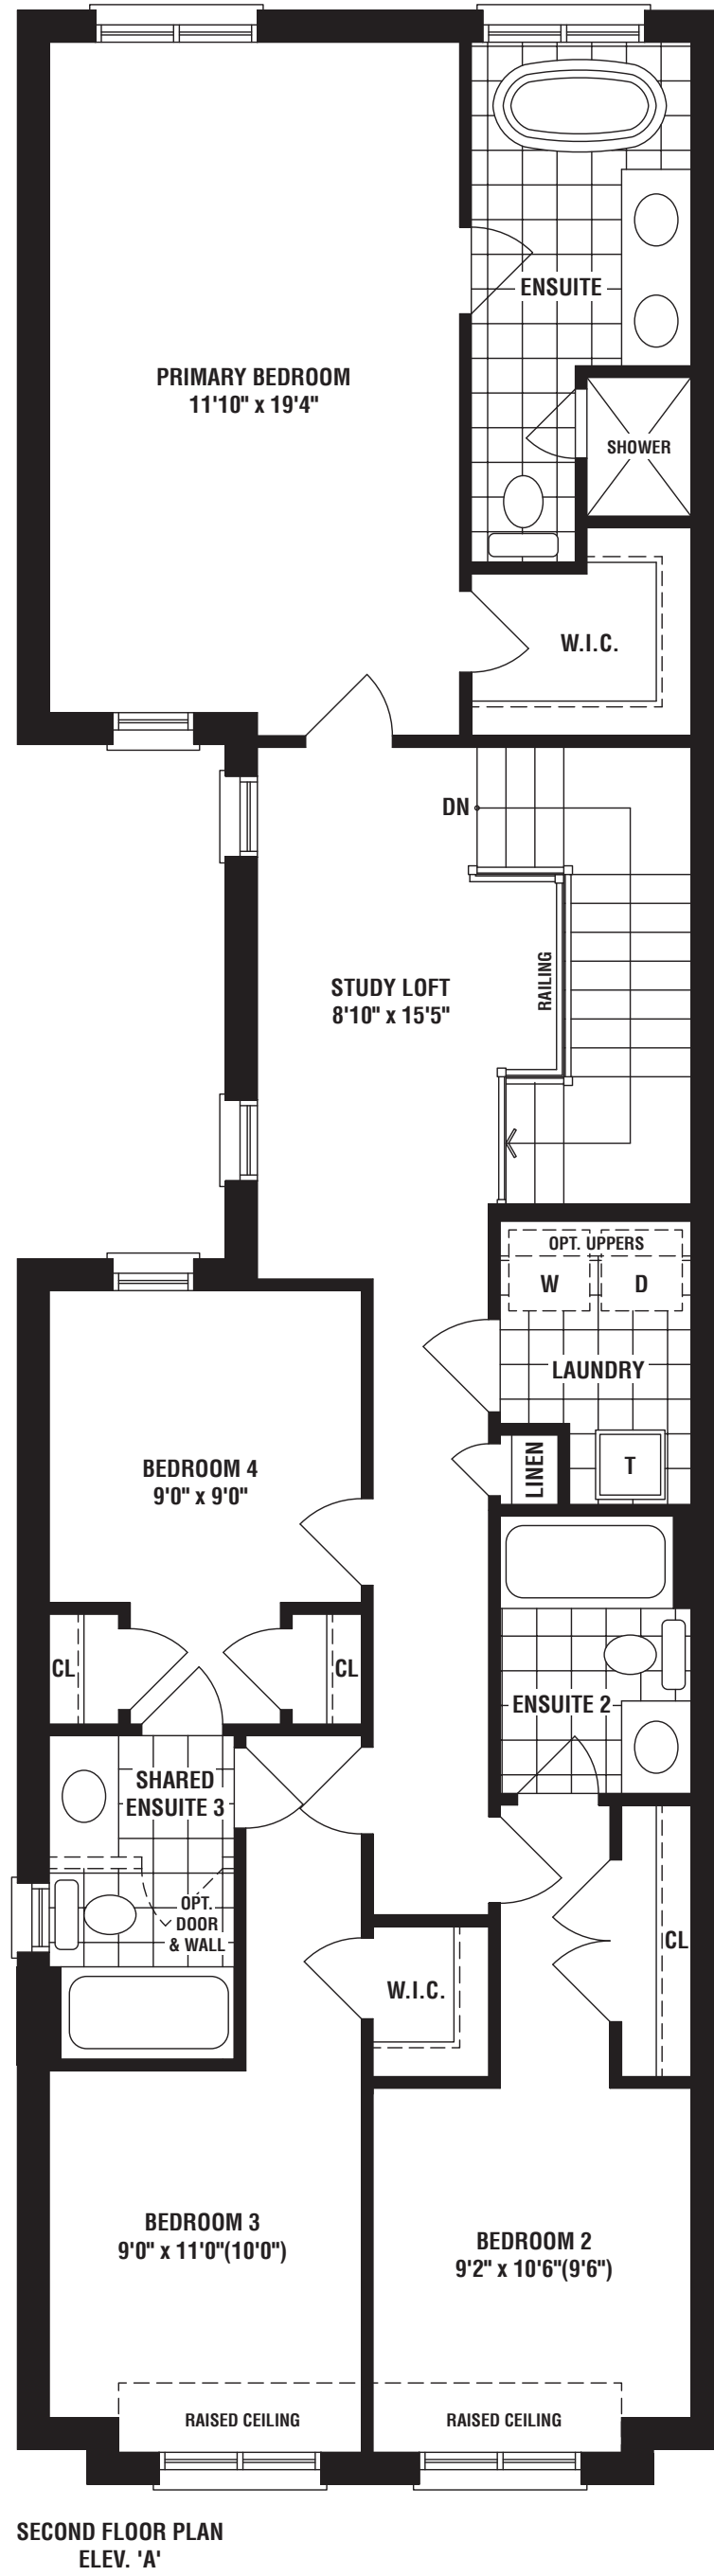 ENSUITE
PRIMARY BEDROOM
11'10" x 19'4"
SHOWER
W.I.C.
DN
STUDY LOFT
8'10" x 15'5"
RAILING
OPT. UPPERS
W
D
LAUNDRY
BEDROOM 4
9'0" x 9'0"
LINEN
T
CL
CL
ENSUITE 2
SHARED
ENSUITE 3
OPT.
DOOR
& WALL
CL
W.I.C.
BEDROOM 3
9'0" x 11'0"(10'0")
BEDROOM 2
9'2" x 10'6"(9'6")
RAISED CEILING
RAISED CEILING
SECOND FLOOR PLAN
ELEV. 'A'